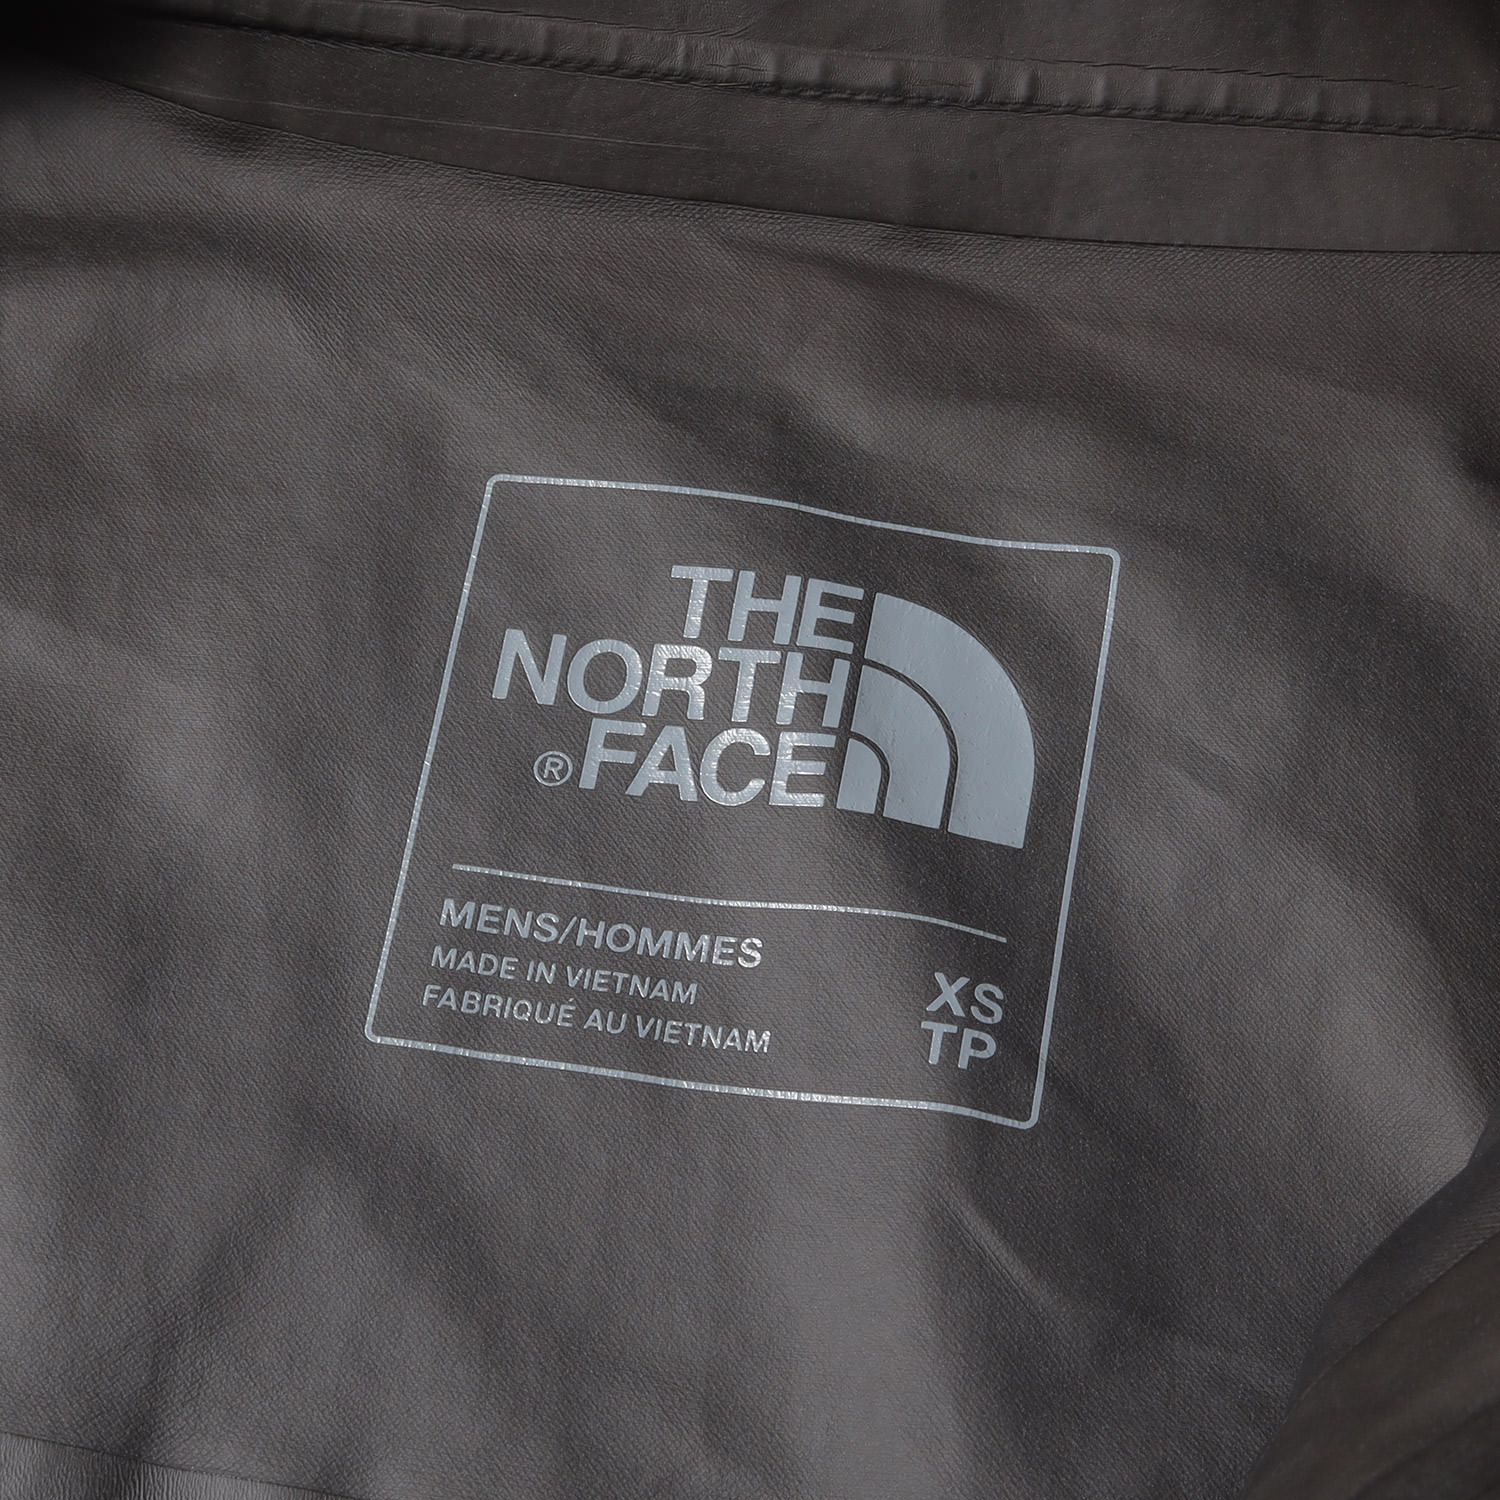 THE
NORTH
® FACE
MENS/HOMMES
MADE IN VIETNAM
FABRIQUÉ AU VIETNAM
XS
TP